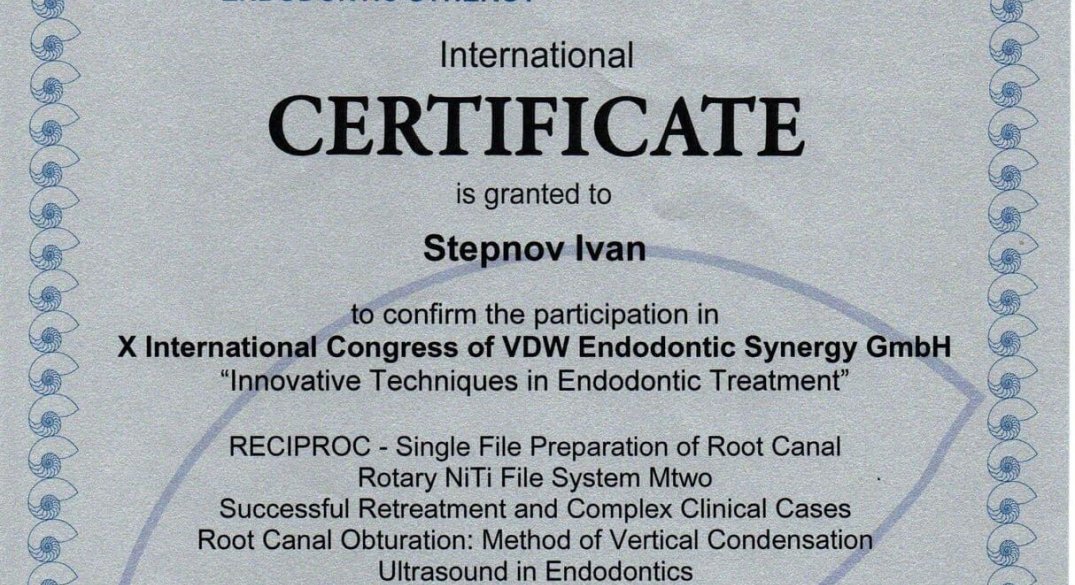 ENDODONTIC SYNERGY
International
CERTIFICATE
is granted to
Stepnov Ivan
to confirm the participation in
X International Congress of VDW Endodontic Synergy GmbH
“Innovative Techniques in Endodontic Treatment”
RECIPROC - Single File Preparation of Root Canal
Rotary NiTi File System Mtwo
Successful Retreatment and Complex Clinical Cases
Root Canal Obturation: Method of Vertical Condensation
Ultrasound in Endodontics